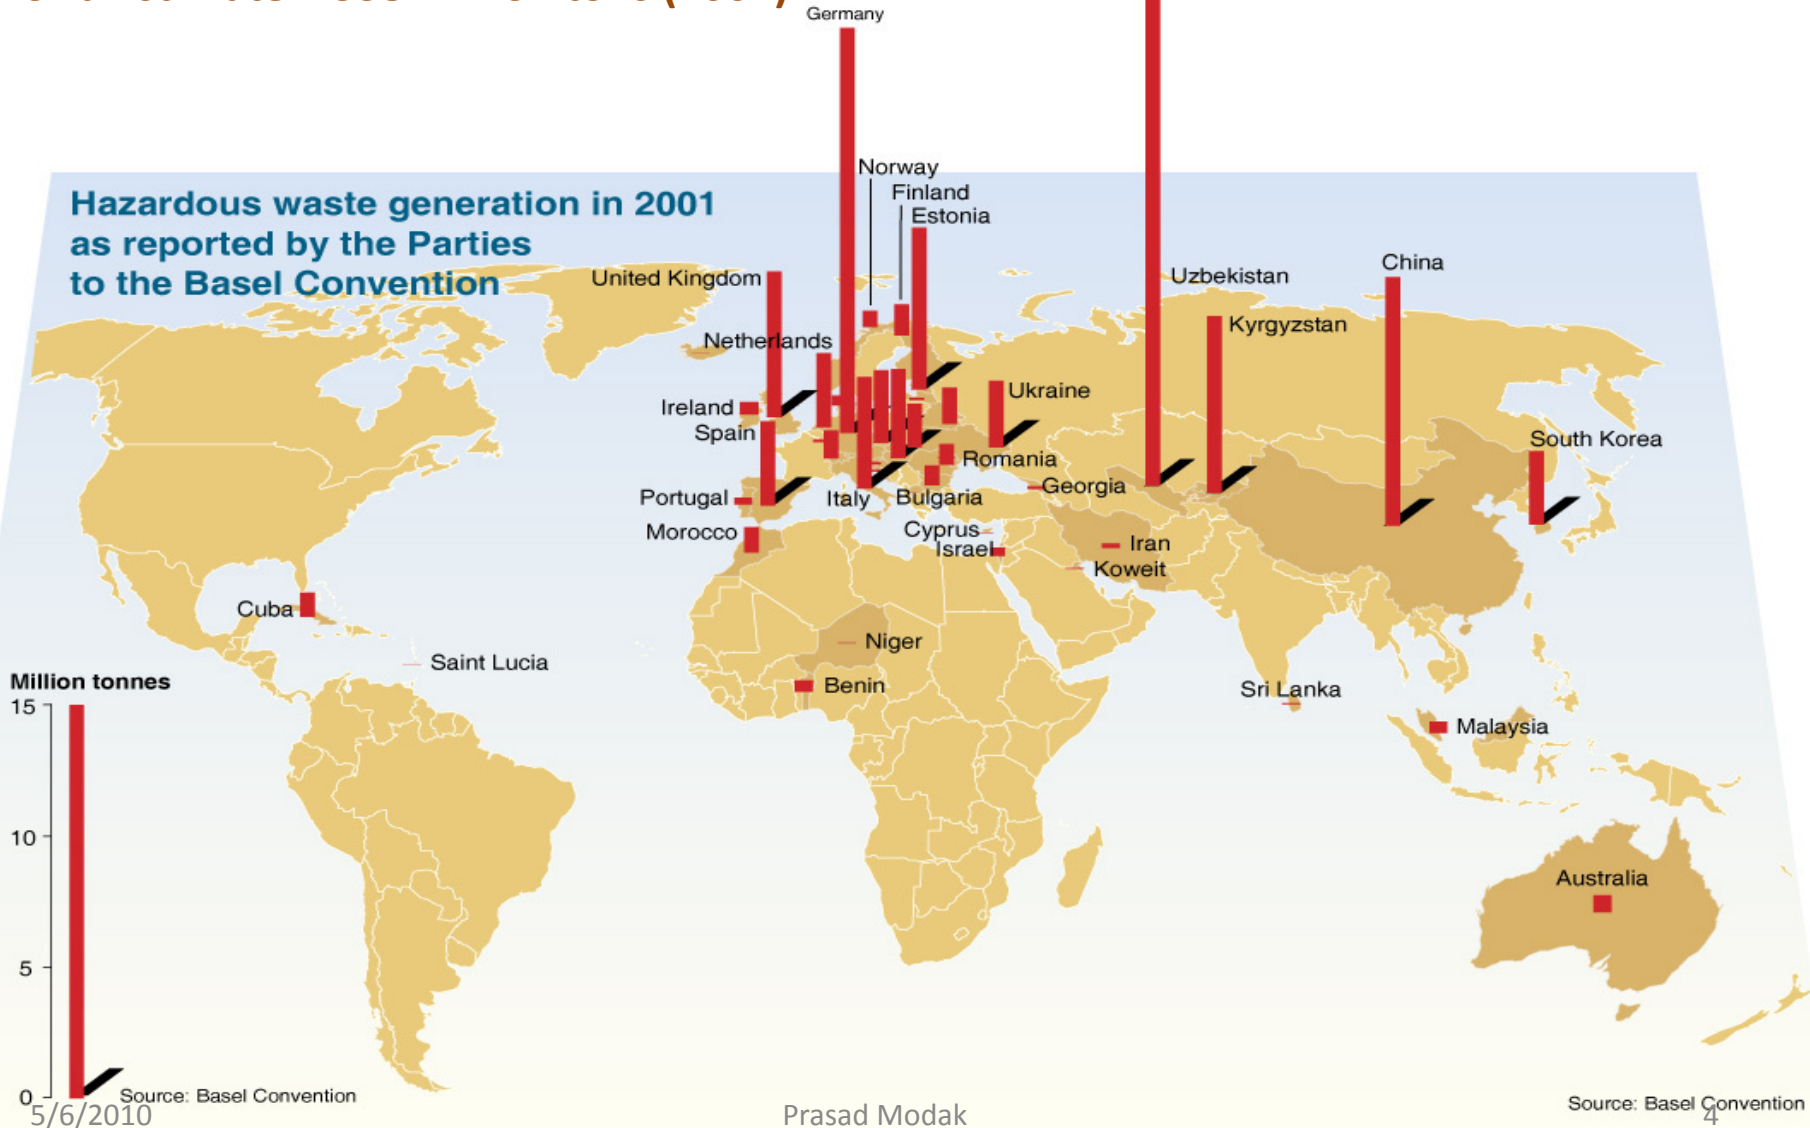 Germany
Norway
Finland
Estonia
Hazardous waste generation in 2001
as reported by the Parties
to the Basel Convention
United Kingdom
Uzbekistan
China
Kyrgyzstan
Netherlands
Ukraine
Ireland
Spain
South Korea
Romania
Georgia
Portugal
Italy
Bulgaria
Morocco
Cyprus
Israel
Iran
Koweit
Cuba
Niger
Saint Lucia
Benin
Sri Lanka
Malaysia
Million tonnes
15
10
5
0
Australia
Source: Basel Convention
Source: Basel Convention
5/6/2010
Prasad Modak
4